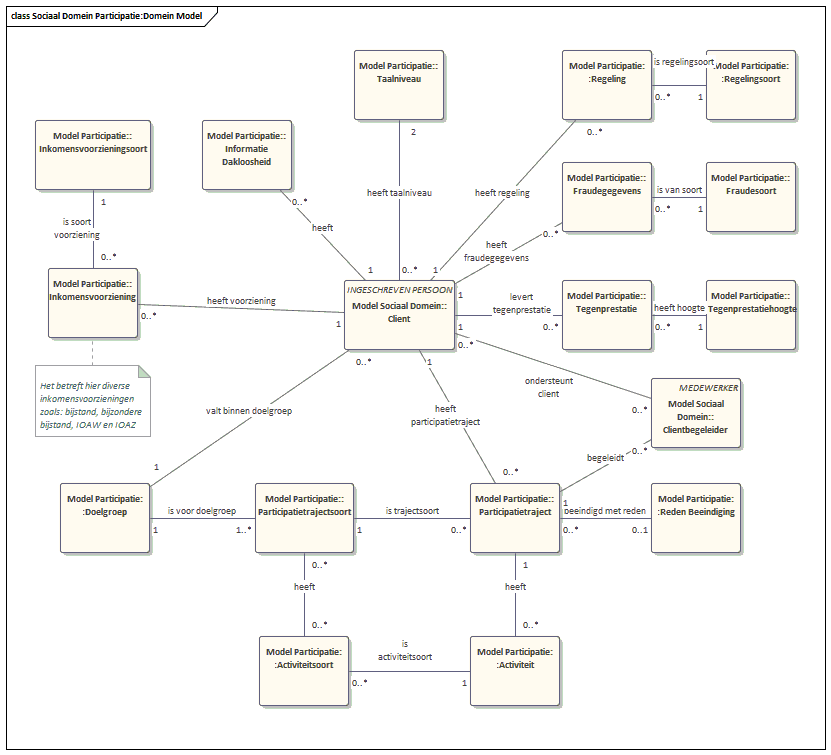 class Sociaal Domein Participatie:Domein Model
Model Participatie::
Taalniveau
Model Participatie:
:Regeling
is regelingsoort
0..*
1
Model Participatie:
:Regelingsoort
Model Participatie::
Inkomensvoorzieningsoort
Model Participatie::
Informatie
Dakloosheid
2
0..*
1
is soort
voorziening
0..*
0..*
heeft
1
heeft taalniveau
0..*
heeft regeling
1
Model Participatie::
Fraudegegevens
is van soort
0..*
1
Model Participatie::
Fraudesoort
0..*
heeft
fraudegegevens
1
Model Participatie::
Inkomensvoorziening
0..*
heeft voorziening
1
INGESCHREVEN PERSOON
Model Sociaal Domein::
Client
levert
tegenprestatie
1
0..*
Model Participatie::
Tegenprestatie
heeft hoogte
0..*
1
Model Participatie::
Tegenprestatiehoogte
Het betreft hier diverse
inkomensvoorzieningen
zoals: bijstand, bijzondere
bijstand, IOAW en IOAZ
0..*
valt binnen doelgroep
1
1
heeft
participatietraject
0..*
0..*
ondersteunt
client
0..*
MEDEWERKER
Model Sociaal
Domein::
Clientbegeleider
0..*
begeleidt
1
Model Participatie:
:Doelgroep
is voor doelgroep
1
1..*
Model Participatie::
Participatietrajectsoort
is trajectsoort
1
0..*
Model Participatie::
Participatietraject
beeindigd met reden
0..*
0..1
Model Participatie:
:Reden Beeindiging
0..*
heeft
0..*
1
heeft
0..*
Model Participatie:
:Activiteitsoort
is
activiteitsoort
0..*
1
Model Participatie:
:Activiteit